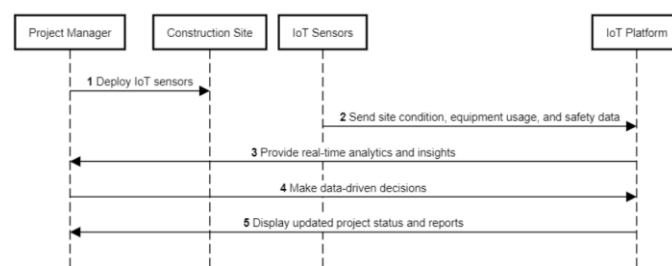 Project Manager
Construction Site
IoT Sensors
IoT Platform
1 Deploy IoT sensors
2 Send site condition, equipment usage, and safety data
3 Provide real-time analytics and insights
4 Make data-driven decisions
5 Display updated project status and reports